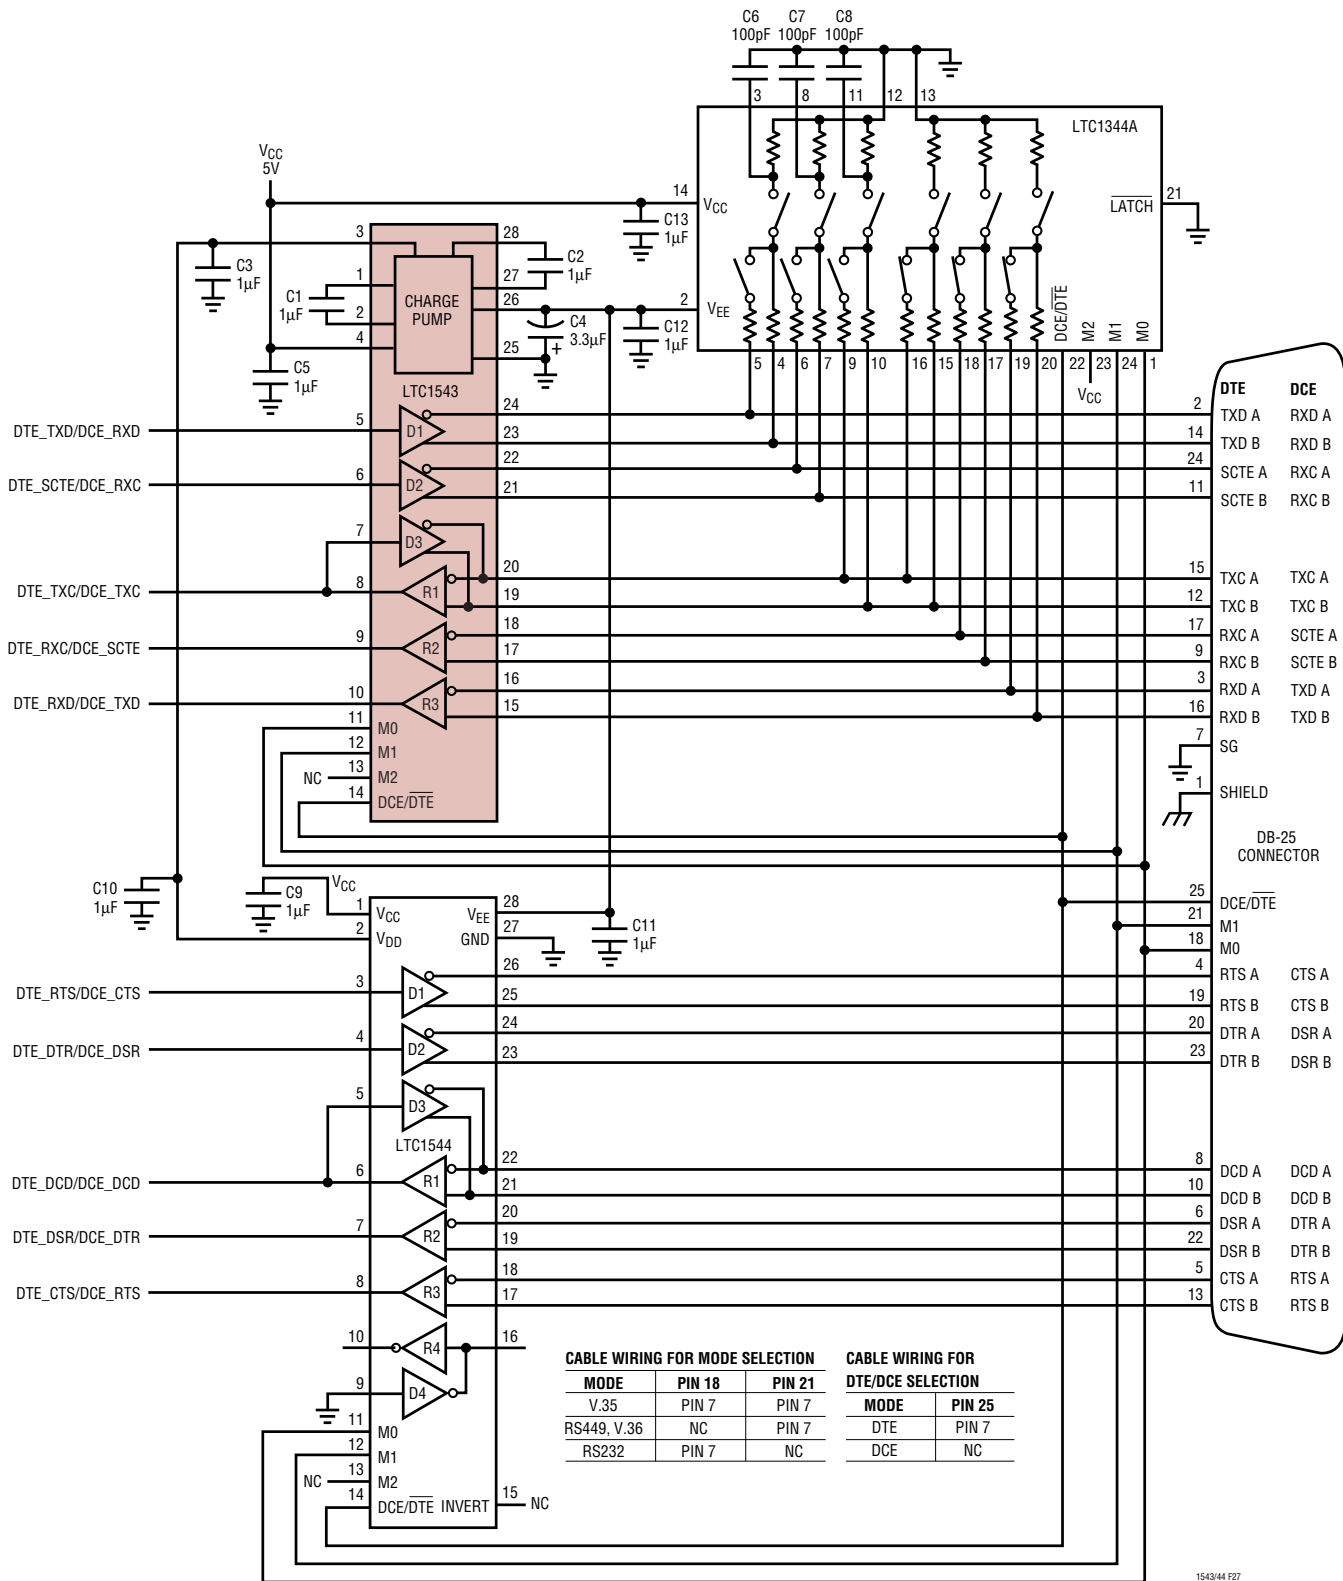 C6 C7 C8
100pF 100pF 100pF
3 8 11 12 13
LTC1344A
VCC
5V
14
VCC
LATCH
21
C13
1µF
3
28
C3
1µF
C2
1µF
1
27
C1
1µF
CHARGE
PUMP
26
2
VEE
2
C4
3.3µF
+
C12
1µF
4
25
DCE/DTE
M2
M1
M0
C5
1µF
LTC1543
5 4 6 7 9 10 16 15 18 17 19 20 22 23 24 1
VCC
DTE DCE
DTE_TXD/DCE_RXD
5
D1
24
23
2 TXD A RXD A
14 TXD B RXD B
DTE_SCTE/DCE_RXC
6
D2
22
21
24 SCTE A RXC A
11 SCTE B RXC B
7
D3
DTE_TXC/DCE_TXC
8
R1
20
19
15 TXC A TXC A
12 TXC B TXC B
DTE_RXC/DCE_SCTE
9
R2
18
17
17 RXC A SCTE A
9 RXC B SCTE B
DTE_RXD/DCE_TXD
10
R3
16
15
3 RXD A TXD A
16 RXD B TXD B
11 M0
12 M1
NC 13 M2
14 DCE/DTE
7 SG
1 SHIELD
DB-25
CONNECTOR
C10
1µF
C9
1µF
VCC
1 VCC
2 VDD
VEE 28
GND 27
C11
1µF
25 DCE/DTE
21 M1
18 M0
DTE_RTS/DCE_CTS
3
D1
26
25
4 RTS A CTS A
19 RTS B CTS B
DTE_DTR/DCE_DSR
4
D2
24
23
20 DTR A DSR A
23 DTR B DSR B
5
D3
LTC1544
DTE_DCD/DCE_DCD
6
R1
22
21
8 DCD A DCD A
10 DCD B DCD B
DTE_DSR/DCE_DTR
7
R2
20
19
6 DSR A DTR A
22 DSR B DTR B
DTE_CTS/DCE_RTS
8
R3
18
17
5 CTS A RTS A
13 CTS B RTS B
10
R4
16
9
D4
11 M0
12 M1
NC 13 M2
14 DCE/DTE
INVERT 15 NC
CABLE WIRING FOR MODE SELECTION
MODE PIN 18 PIN 21
V.35 PIN 7 PIN 7
RS449, V.36 NC PIN 7
RS232 PIN 7 NC
CABLE WIRING FOR
DTE/DCE SELECTION
MODE PIN 25
DTE PIN 7
DCE NC
1543/44 F27